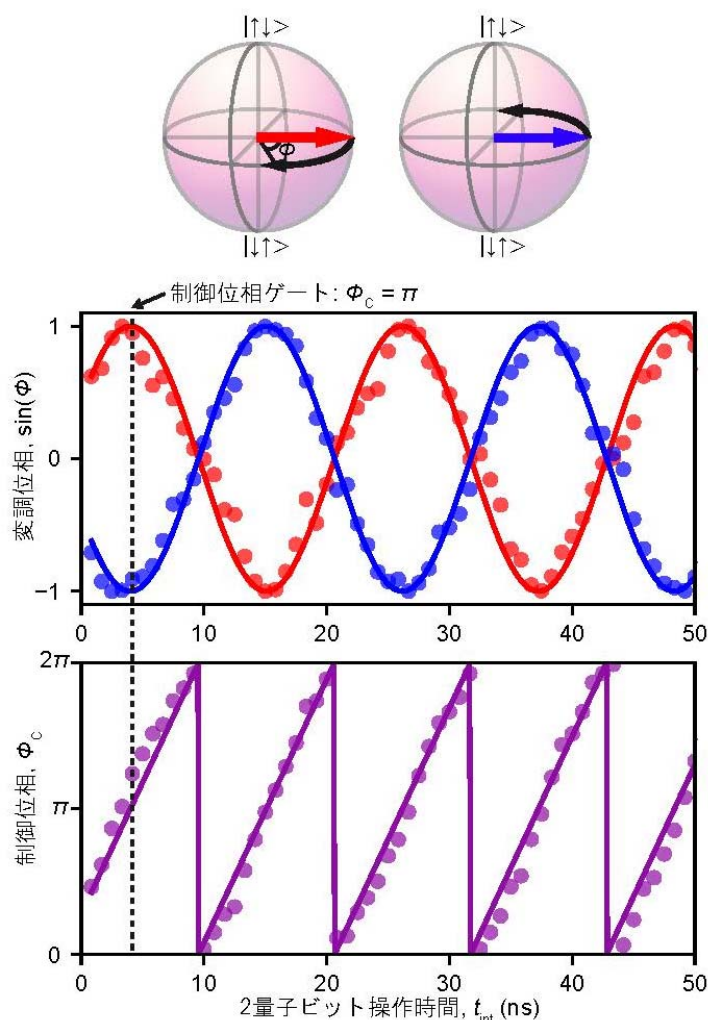 |↑↓> |↑↓>
Φ
|↓↑> |↓↑>
制御位相ゲート: ΦC = π
変調位相, sin(Φ)
1
0
−1
0 10 20 30 40 50
制御位相, ΦC
2π
π
0
0 10 20 30 40 50
2量子ビット操作時間, tint (ns)